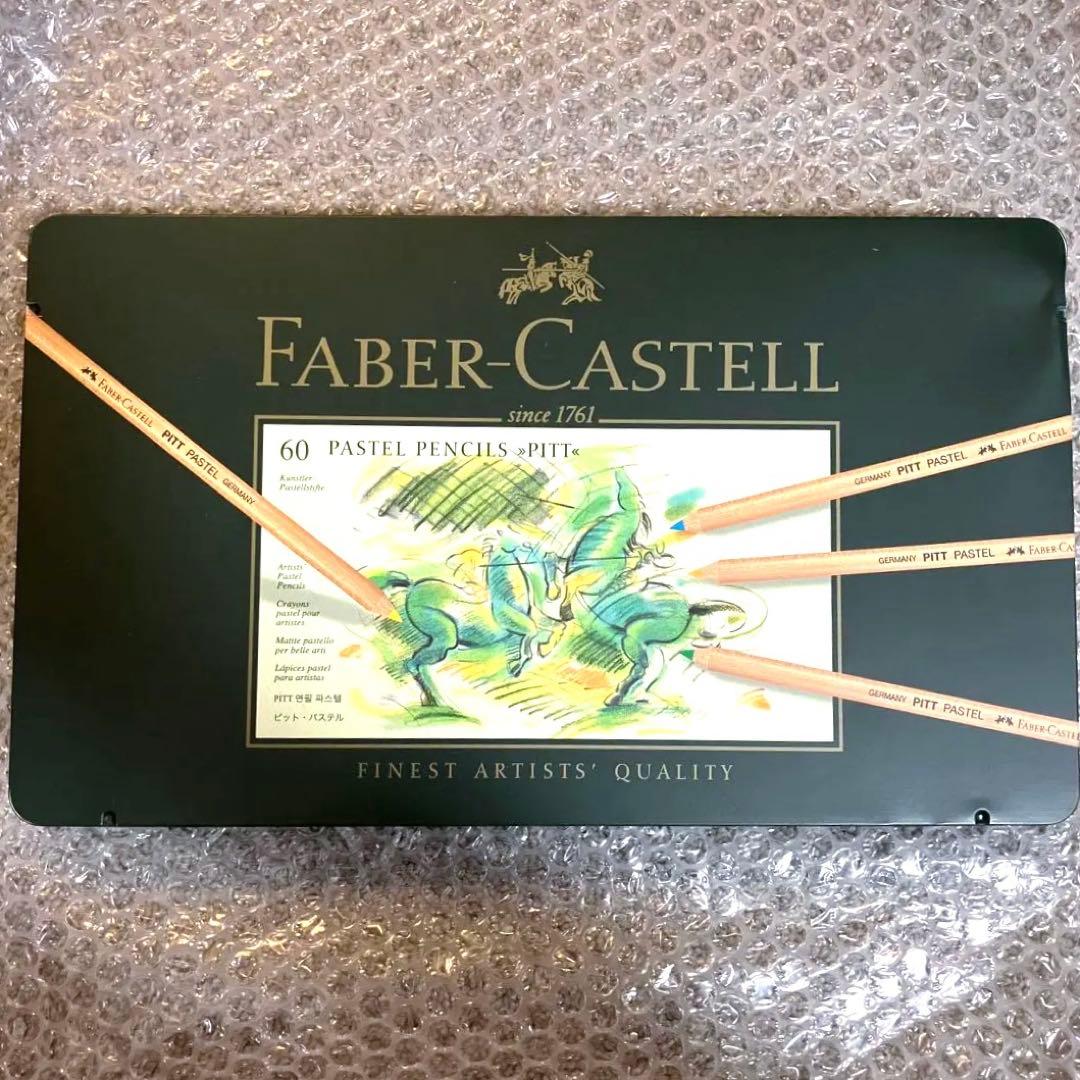 FABER-CASTELL
since 1761
60 PASTEL PENCILS »PITT«
Künstler
Pastellstifte
Artists'
Pastel
Pencils
Crayons
pastel pour
artistes
Matite pastello
per belle arti
Lápices pastel
para artistas
PITT 연필 파스텔
ピット・パステル
FABER-CASTELL PITT PASTEL GERMANY
GERMANY PITT PASTEL FABER-CASTELL
GERMANY PITT PASTEL FABER-CAS
GERMANY PITT PASTEL FABER-CASTELL
FINEST ARTISTS' QUALITY